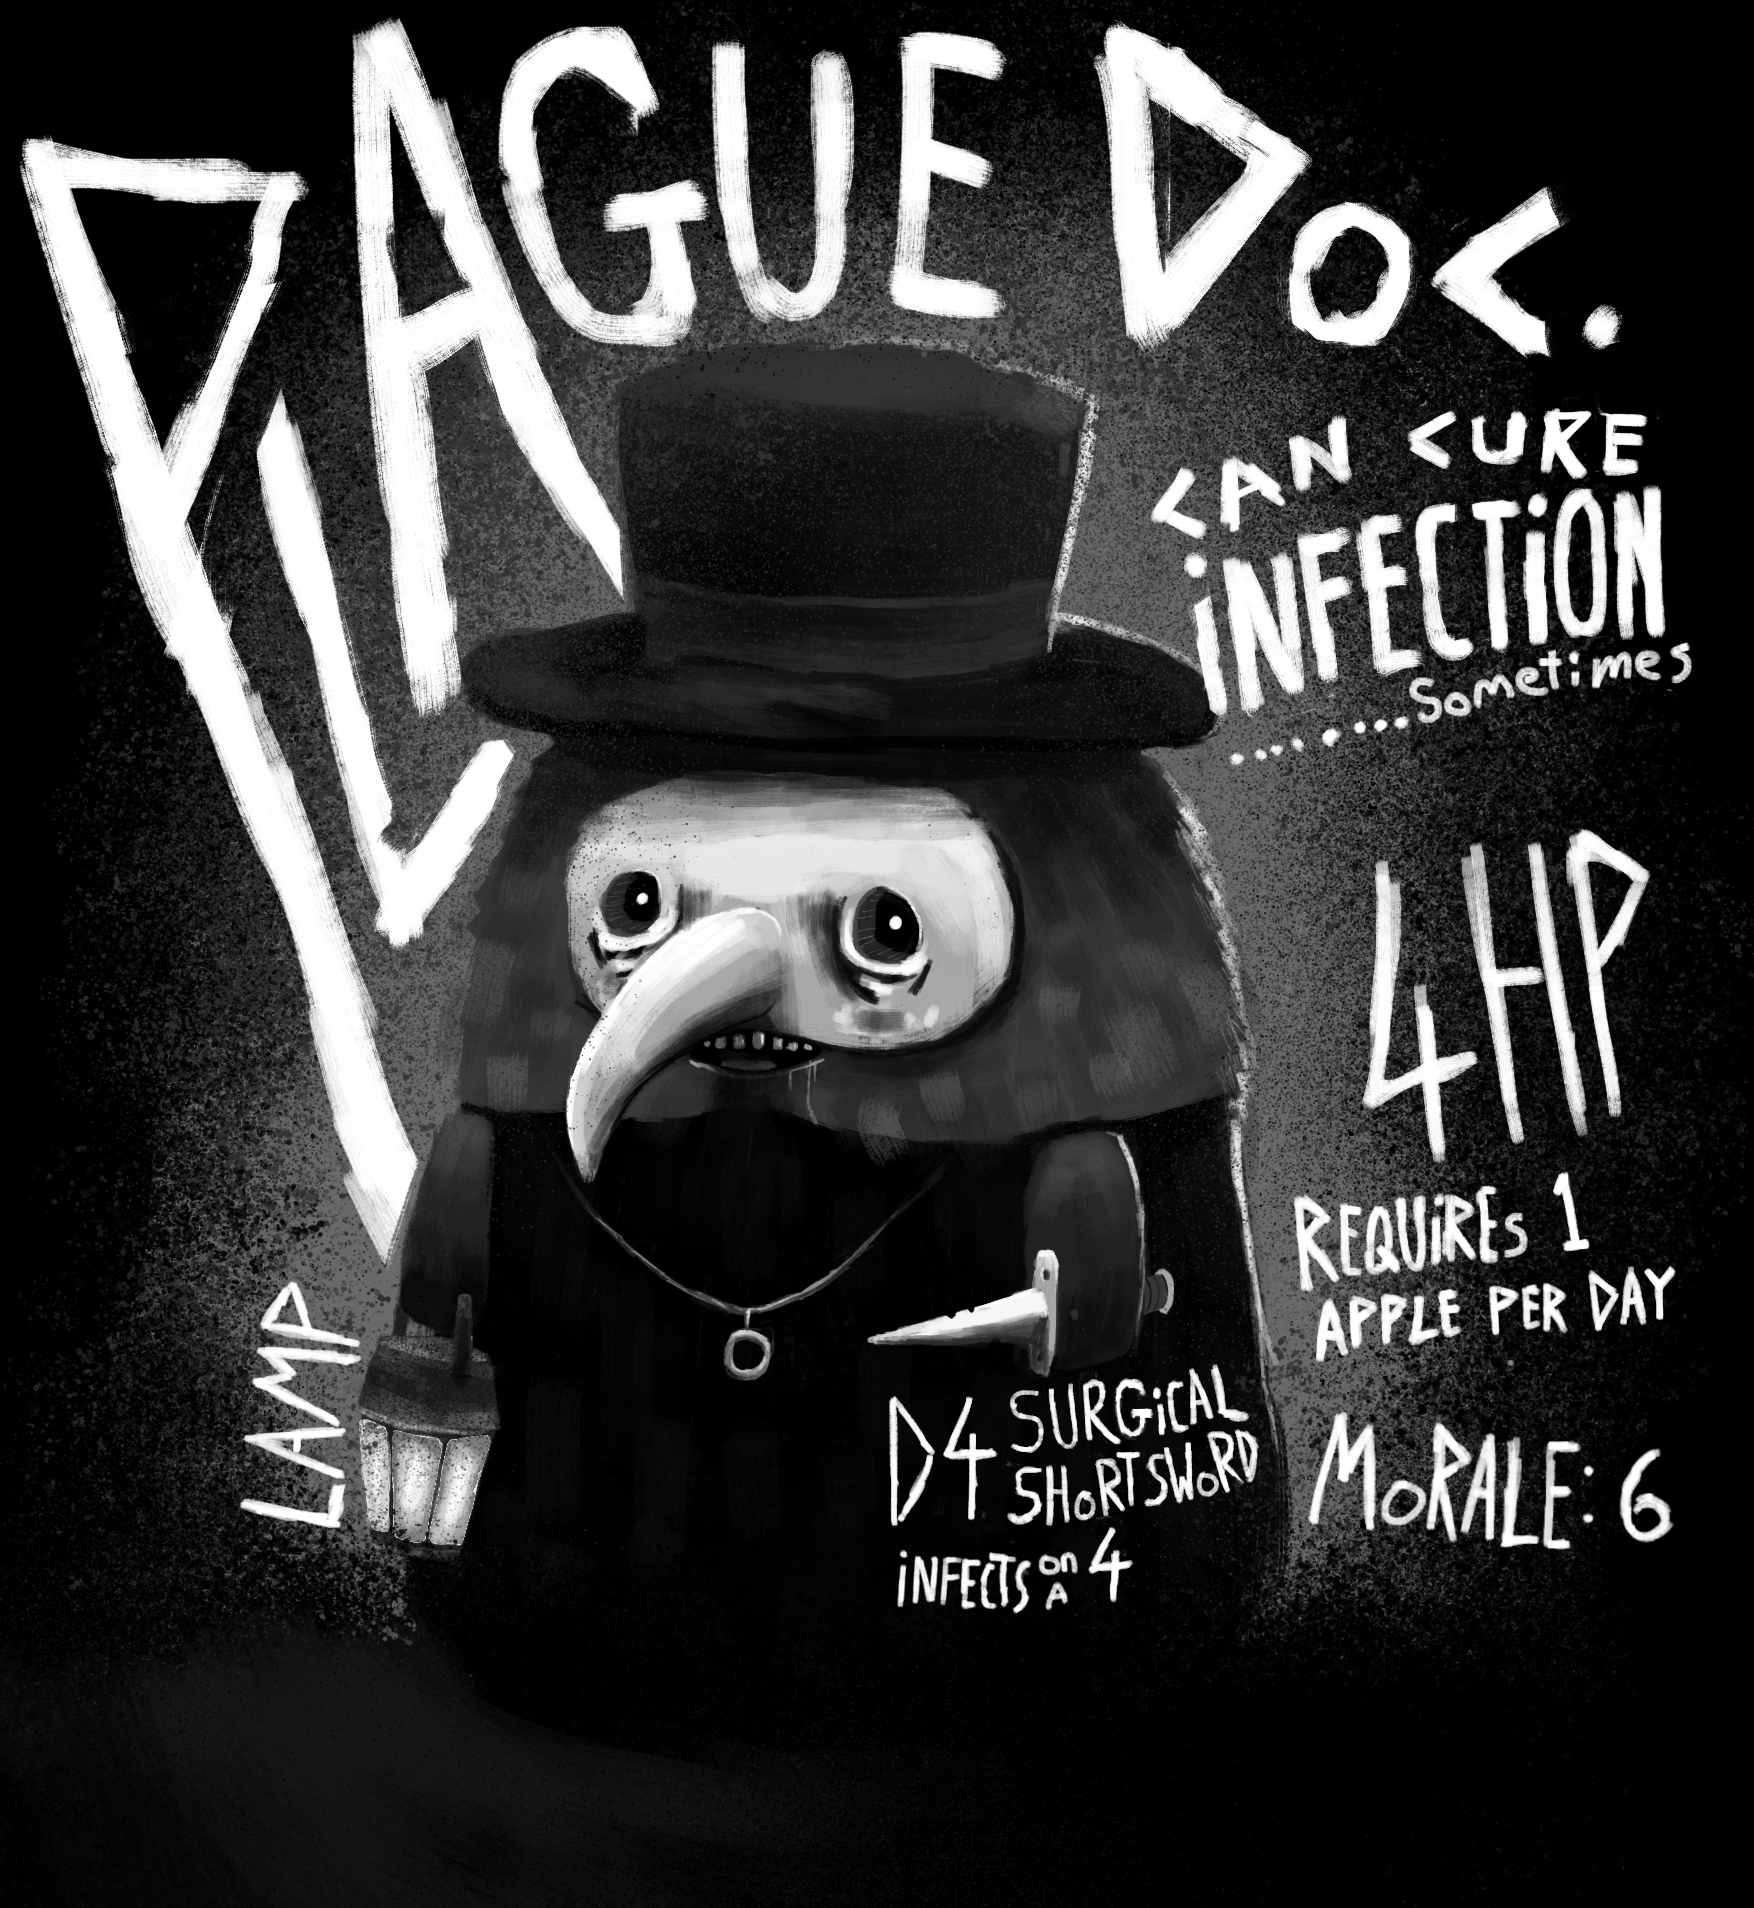 PLAGUE DOC.
CAN CURE
iNFECTiON
.........Sometimes
4HP
REQUiREs 1
APPLE PER DAY
LAMP
D4 SURGiCAL
SHoRTSWoRD
iNFECTS on A 4
MoRALE: 6